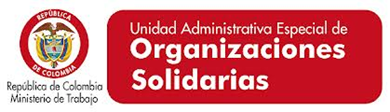 REPÚBLICA
DE COLOMBIA
República de Colombia
Ministerio de Trabajo
Unidad Administrativa Especial de
Organizaciones
Solidarias